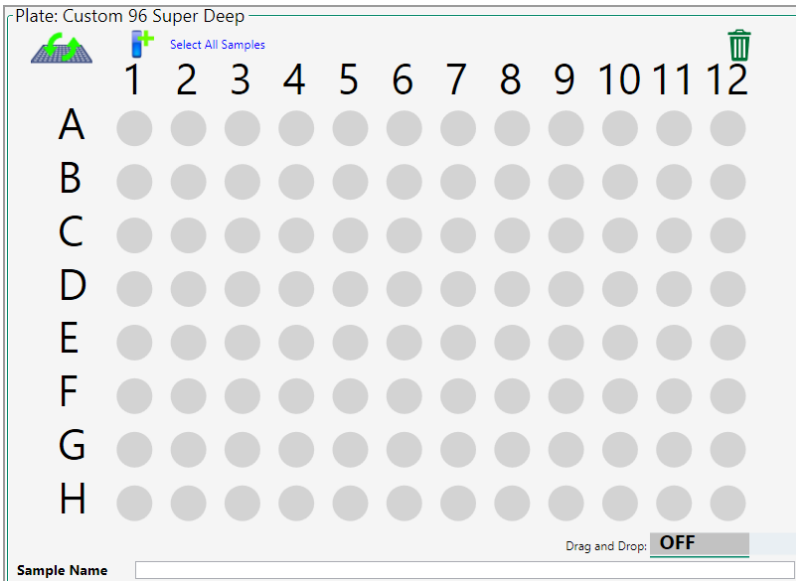 Plate: Custom 96 Super Deep
Select All Samples
1 2 3 4 5 6 7 8 9 10 11 12
A
B
C
D
E
F
G
H
Drag and Drop: OFF
Sample Name